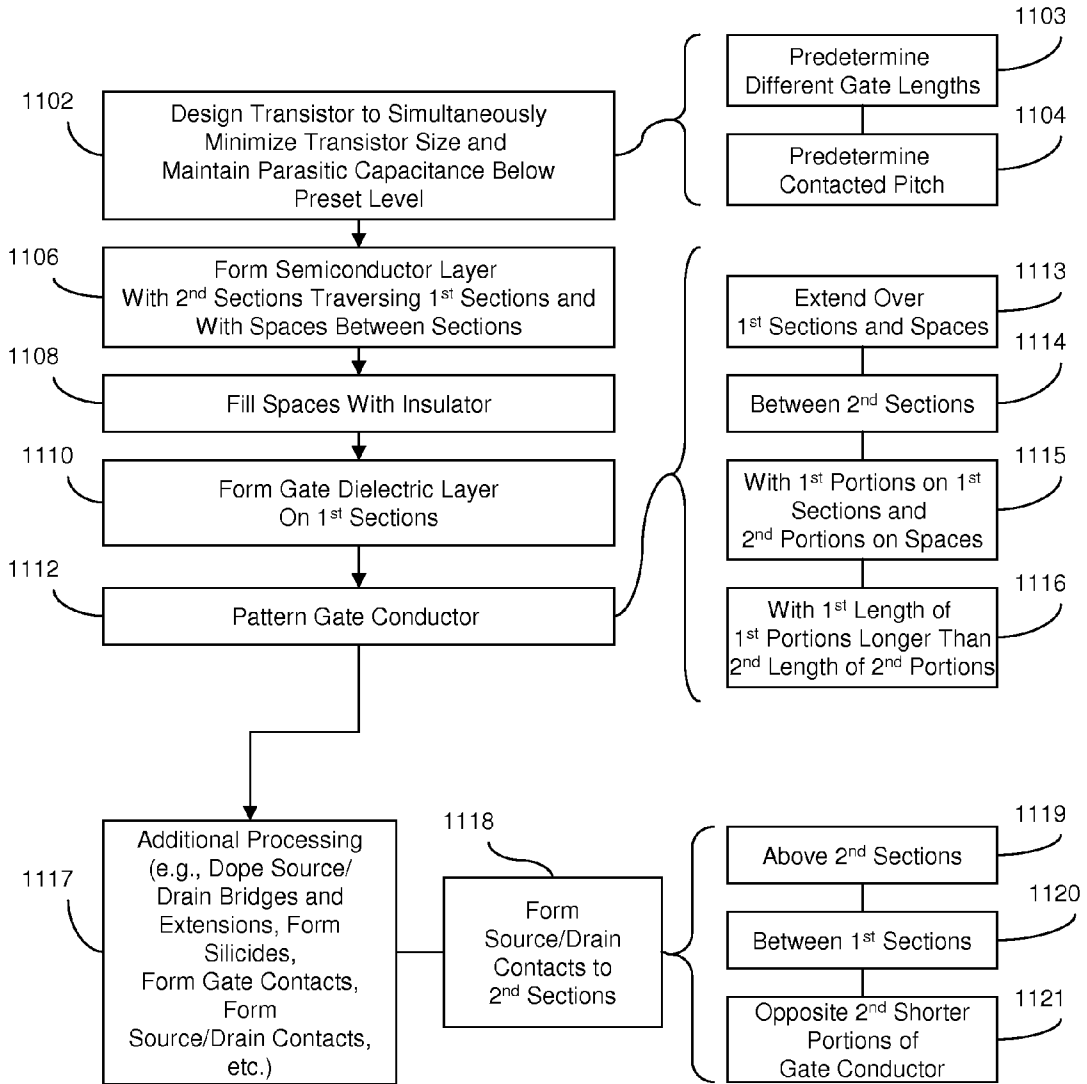 1102
Design Transistor to Simultaneously
Minimize Transistor Size and
Maintain Parasitic Capacitance Below
Preset Level
1103
Predetermine
Different Gate Lengths
1104
Predetermine
Contacted Pitch
1106
Form Semiconductor Layer
With 2nd Sections Traversing 1st Sections and
With Spaces Between Sections
1108
Fill Spaces With Insulator
1110
Form Gate Dielectric Layer
On 1st Sections
1112
Pattern Gate Conductor
1113
Extend Over
1st Sections and Spaces
1114
Between 2nd Sections
1115
With 1st Portions on 1st
Sections and
2nd Portions on Spaces
1116
With 1st Length of
1st Portions Longer Than
2nd Length of 2nd Portions
1117
Additional Processing
(e.g., Dope Source/
Drain Bridges and
Extensions, Form
Silicides,
Form Gate Contacts,
Form
Source/Drain Contacts,
etc.)
1118
Form
Source/Drain
Contacts to
2nd Sections
1119
Above 2nd Sections
1120
Between 1st Sections
1121
Opposite 2nd Shorter
Portions of
Gate Conductor